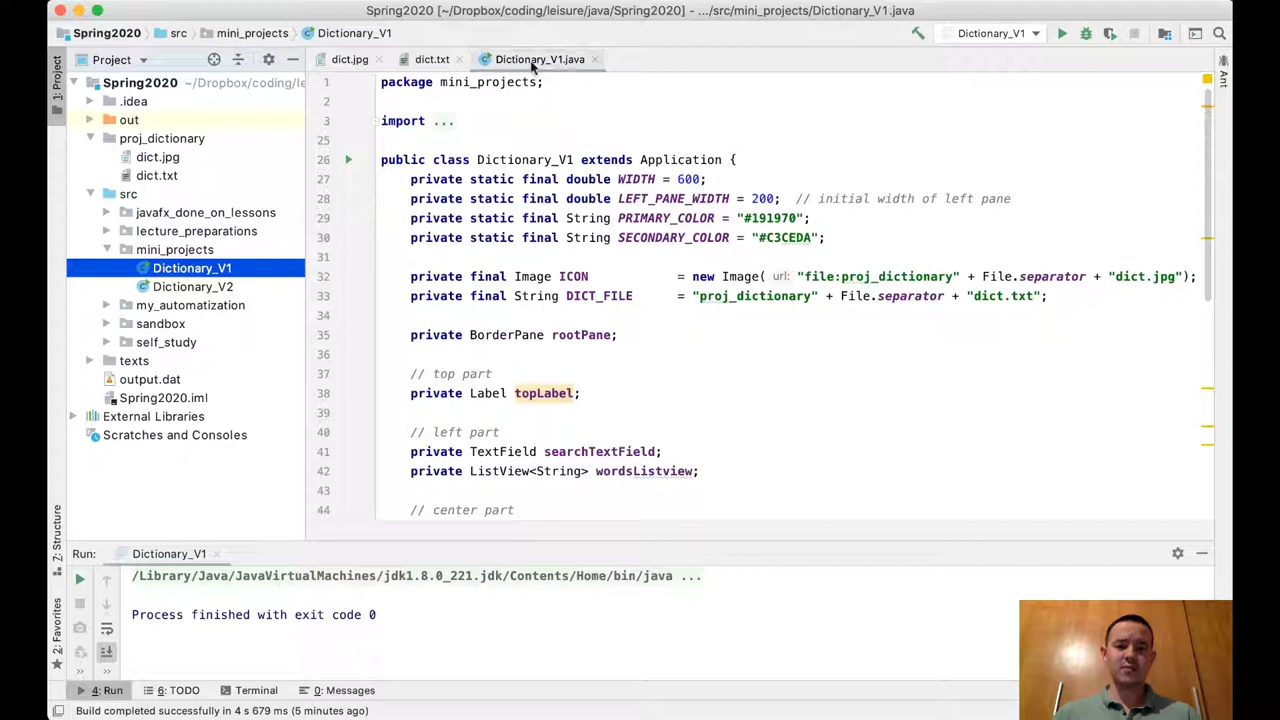 Spring2020 [~/Dropbox/coding/leisure/java/Spring2020] - .../src/mini_projects/Dictionary_V1.java
Spring2020 src mini_projects Dictionary_V1 Dictionary_V1
Project dict.jpg dict.txt Dictionary_V1.java
1: Project
Ant
Spring2020 ~/Dropbox/coding/le
.idea
out
proj_dictionary
dict.jpg
dict.txt
src
javafx_done_on_lessons
lecture_preparations
mini_projects
Dictionary_V1
Dictionary_V2
my_automatization
sandbox
self_study
texts
output.dat
Spring2020.iml
External Libraries
Scratches and Consoles
1 package mini_projects;
2
3 import ...
25
26 public class Dictionary_V1 extends Application {
27 private static final double WIDTH = 600;
28 private static final double LEFT_PANE_WIDTH = 200; // initial width of left pane
29 private static final String PRIMARY_COLOR = "#191970";
30 private static final String SECONDARY_COLOR = "#C3CEDA";
31
32 private final Image ICON = new Image( url: "file:proj_dictionary" + File.separator + "dict.jpg");
33 private final String DICT_FILE = "proj_dictionary" + File.separator + "dict.txt";
34
35 private BorderPane rootPane;
36
37 // top part
38 private Label topLabel;
39
40 // left part
41 private TextField searchTextField;
42 private ListView<String> wordsListview;
43
44 // center part
7: Structure
2: Favorites
Run: Dictionary_V1
/Library/Java/JavaVirtualMachines/jdk1.8.0_221.jdk/Contents/Home/bin/java ...
Process finished with exit code 0
4: Run 6: TODO Terminal 0: Messages
Build completed successfully in 4 s 679 ms (5 minutes ago)